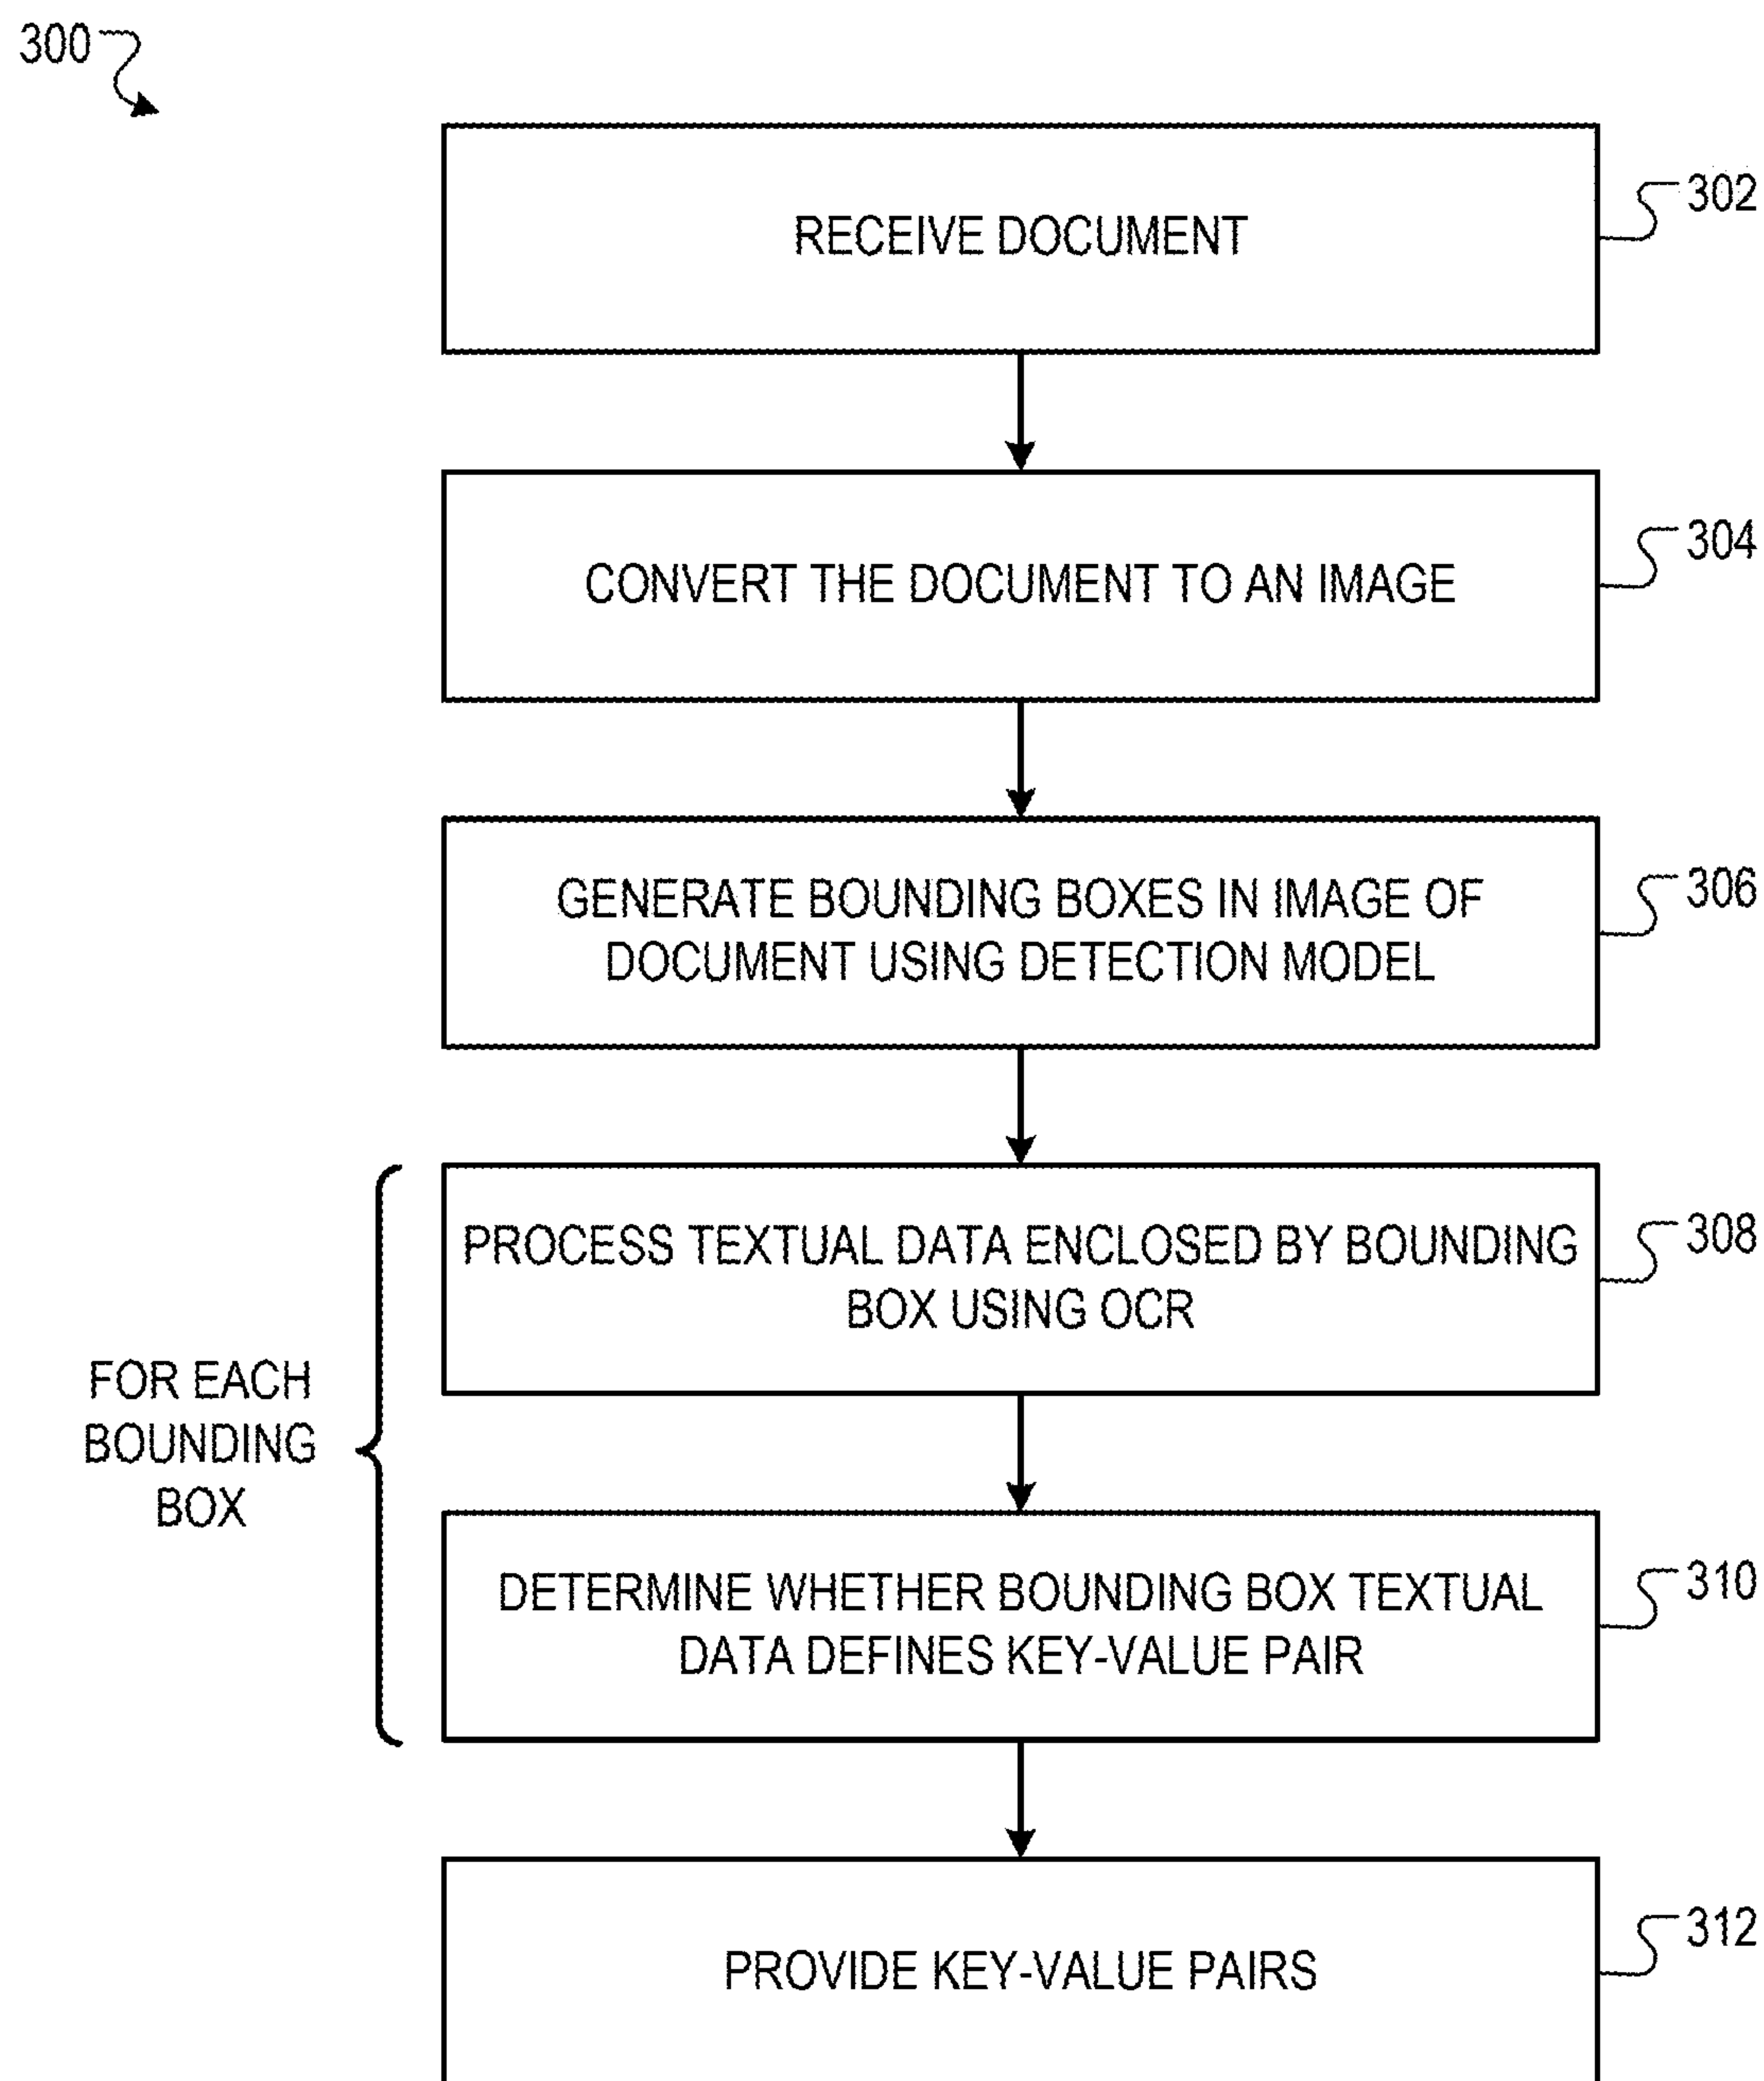 300
RECEIVE DOCUMENT
302
CONVERT THE DOCUMENT TO AN IMAGE
304
GENERATE BOUNDING BOXES IN IMAGE OF
DOCUMENT USING DETECTION MODEL
306
FOR EACH
BOUNDING
BOX
PROCESS TEXTUAL DATA ENCLOSED BY BOUNDING
BOX USING OCR
308
DETERMINE WHETHER BOUNDING BOX TEXTUAL
DATA DEFINES KEY-VALUE PAIR
310
PROVIDE KEY-VALUE PAIRS
312